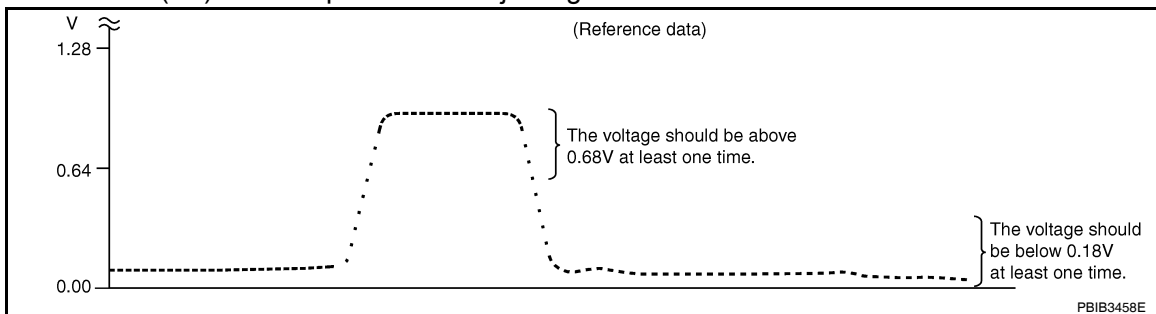 V
(Reference data)
1.28
The voltage should be above
0.68V at least one time.
0.64
The voltage should
be below 0.18V
at least one time.
0.00
PBIB3458E